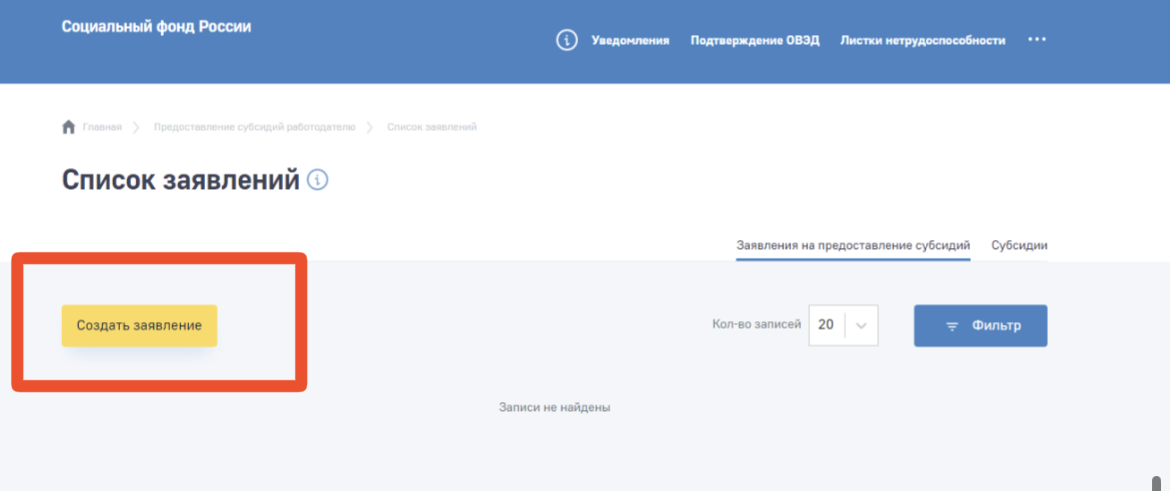 Социальный фонд России
Уведомления Подтверждение ОВЭД Листки нетрудоспособности
Главная Предоставление субсидий работодателю Список заявлений
Список заявлений
Заявления на предоставление субсидий Субсидии
Создать заявление Кол-во записей 20 Фильтр
Записи не найдены